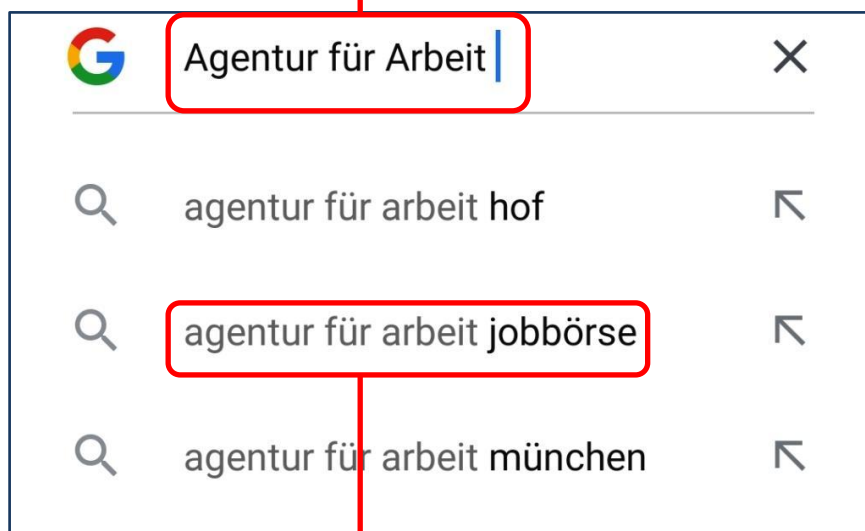 Agentur für Arbeit
agentur für arbeit hof
agentur für arbeit jobbörse
agentur für arbeit münchen